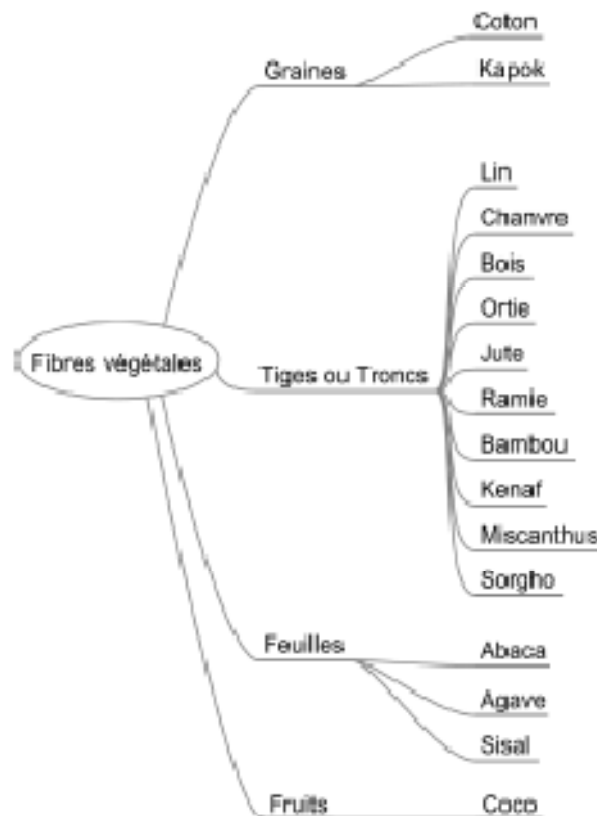 Fibres végétales
Graines
Coton
Kapok
Tiges ou Troncs
Lin
Chanvre
Bois
Ortie
Jute
Ramie
Bambou
Kenaf
Miscanthus
Sorgho
Feuilles
Abaca
Agave
Sisal
Fruits
Coco